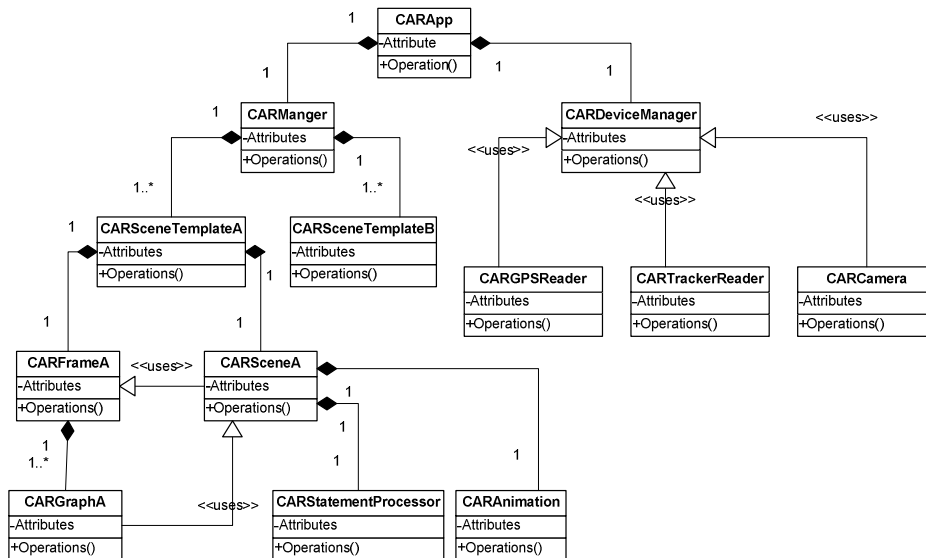 1
CARApp
-Attribute
+Operation()
1
1
1
1
CARManger
-Attributes
+Operations()
1
CARDeviceManager
-Attributes
+Operations()
<<uses>>
<<uses>>
<<uses>>
1..*
1..*
1
CARSceneTemplateA
-Attributes
+Operations()
1
CARSceneTemplateB
-Attributes
+Operations()
CARGPSReader
-Attributes
+Operations()
CARTrackerReader
-Attributes
+Operations()
CARCamera
-Attributes
+Operations()
1
1
CARFrameA
-Attributes
+Operations()
<<uses>>
CARSceneA
-Attributes
+Operations()
1
1
1
1..*
1
1
<<uses>>
CARGraphA
-Attributes
+Operations()
CARStatementProcessor
-Attributes
+Operations()
CARAnimation
-Attributes
+Operations()